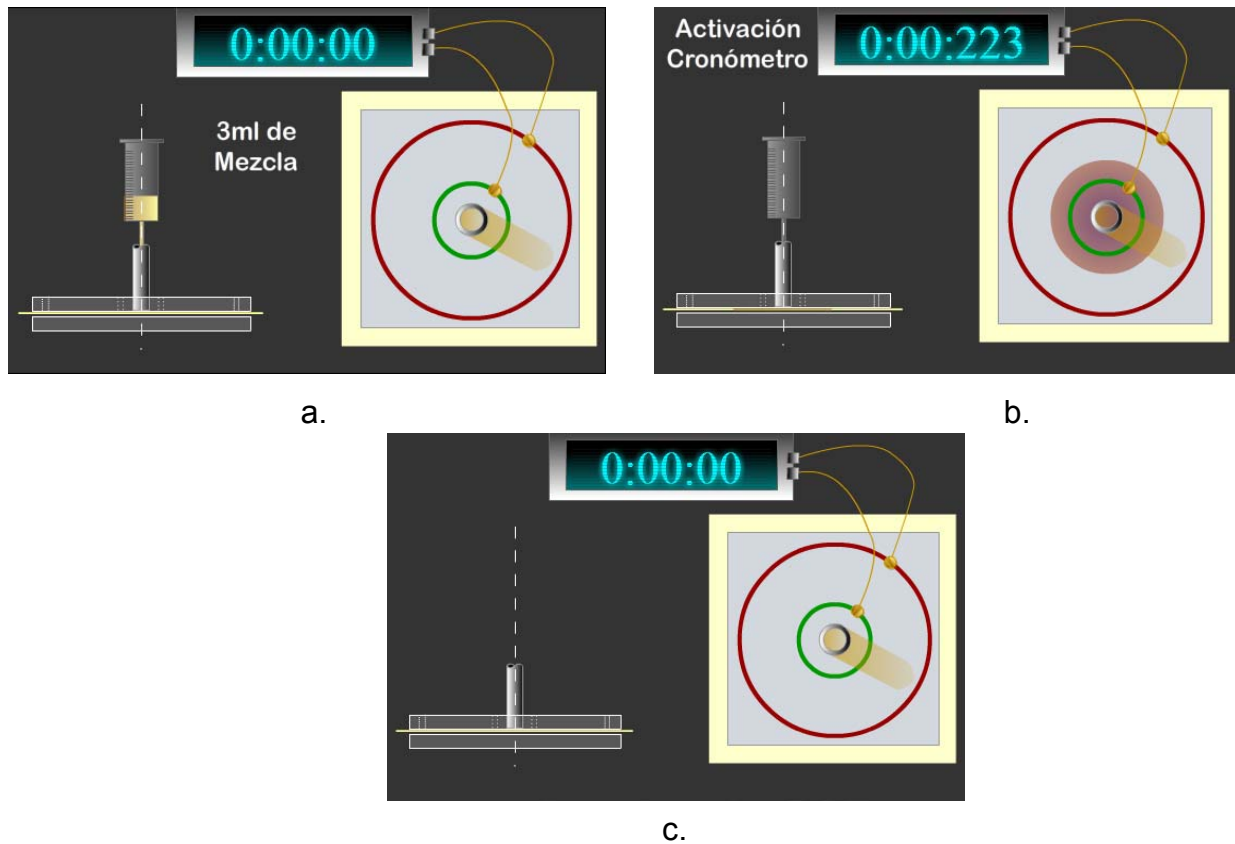 0:00:00
3ml de
Mezcla
Activación
Cronómetro
0:00:223
a.
b.
0:00:00
c.